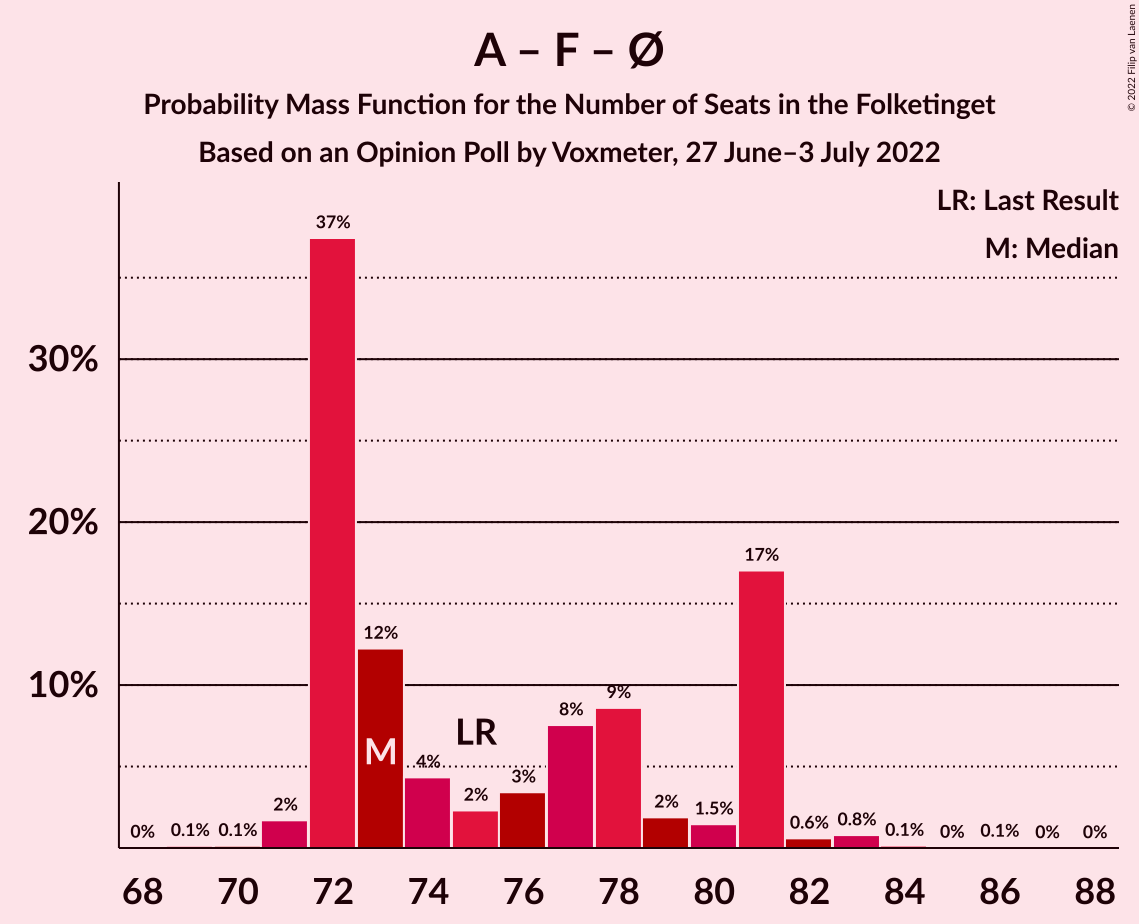 A – F – Ø
Probability Mass Function for the Number of Seats in the Folketinget
Based on an Opinion Poll by Voxmeter, 27 June–3 July 2022
© 2022 Filip van Laenen
LR: Last Result
M: Median
30%
20%
10%
0%
0.1%
0.1%
2%
37%
12%
4%
2%
3%
8%
9%
2%
1.5%
17%
0.6%
0.8%
0.1%
0%
0.1%
0%
0%
M
LR
68 70 72 74 76 78 80 82 84 86 88